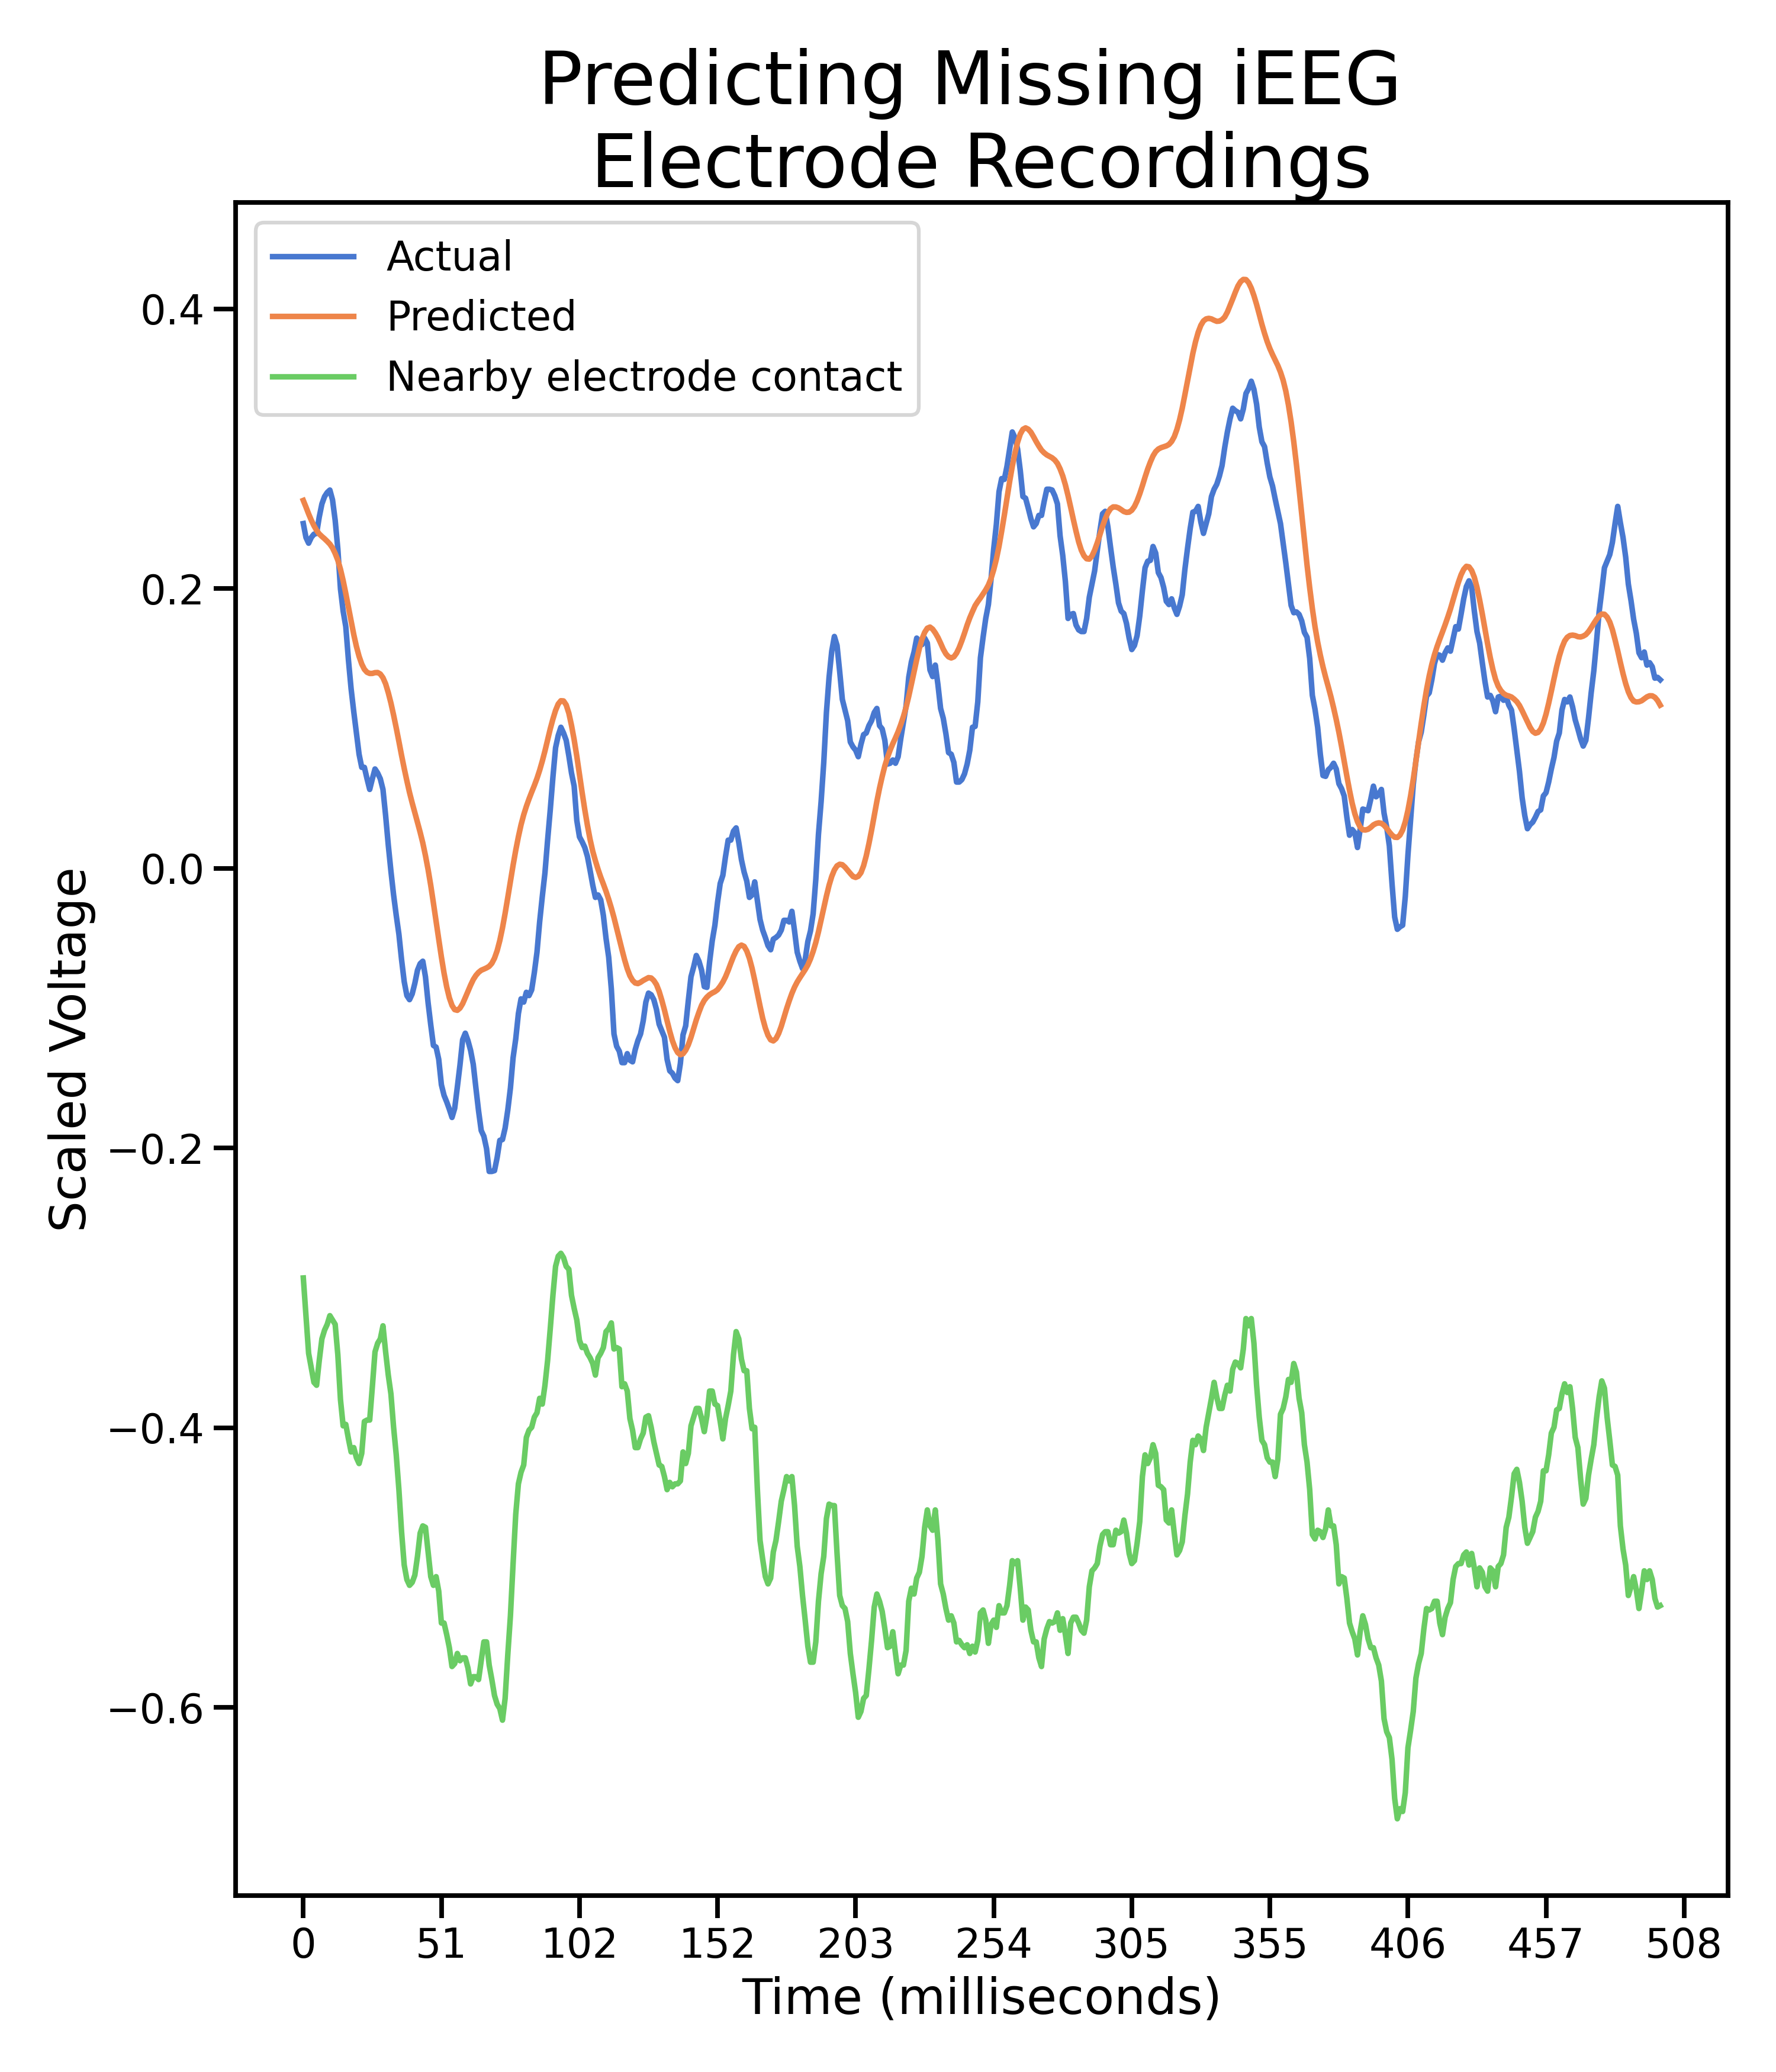 Predicting Missing iEEG
Electrode Recordings
Actual
Predicted
Nearby electrode contact
Scaled Voltage
0.4
0.2
0.0
−0.2
−0.4
−0.6
0 51 102 152 203 254 305 355 406 457 508
Time (milliseconds)